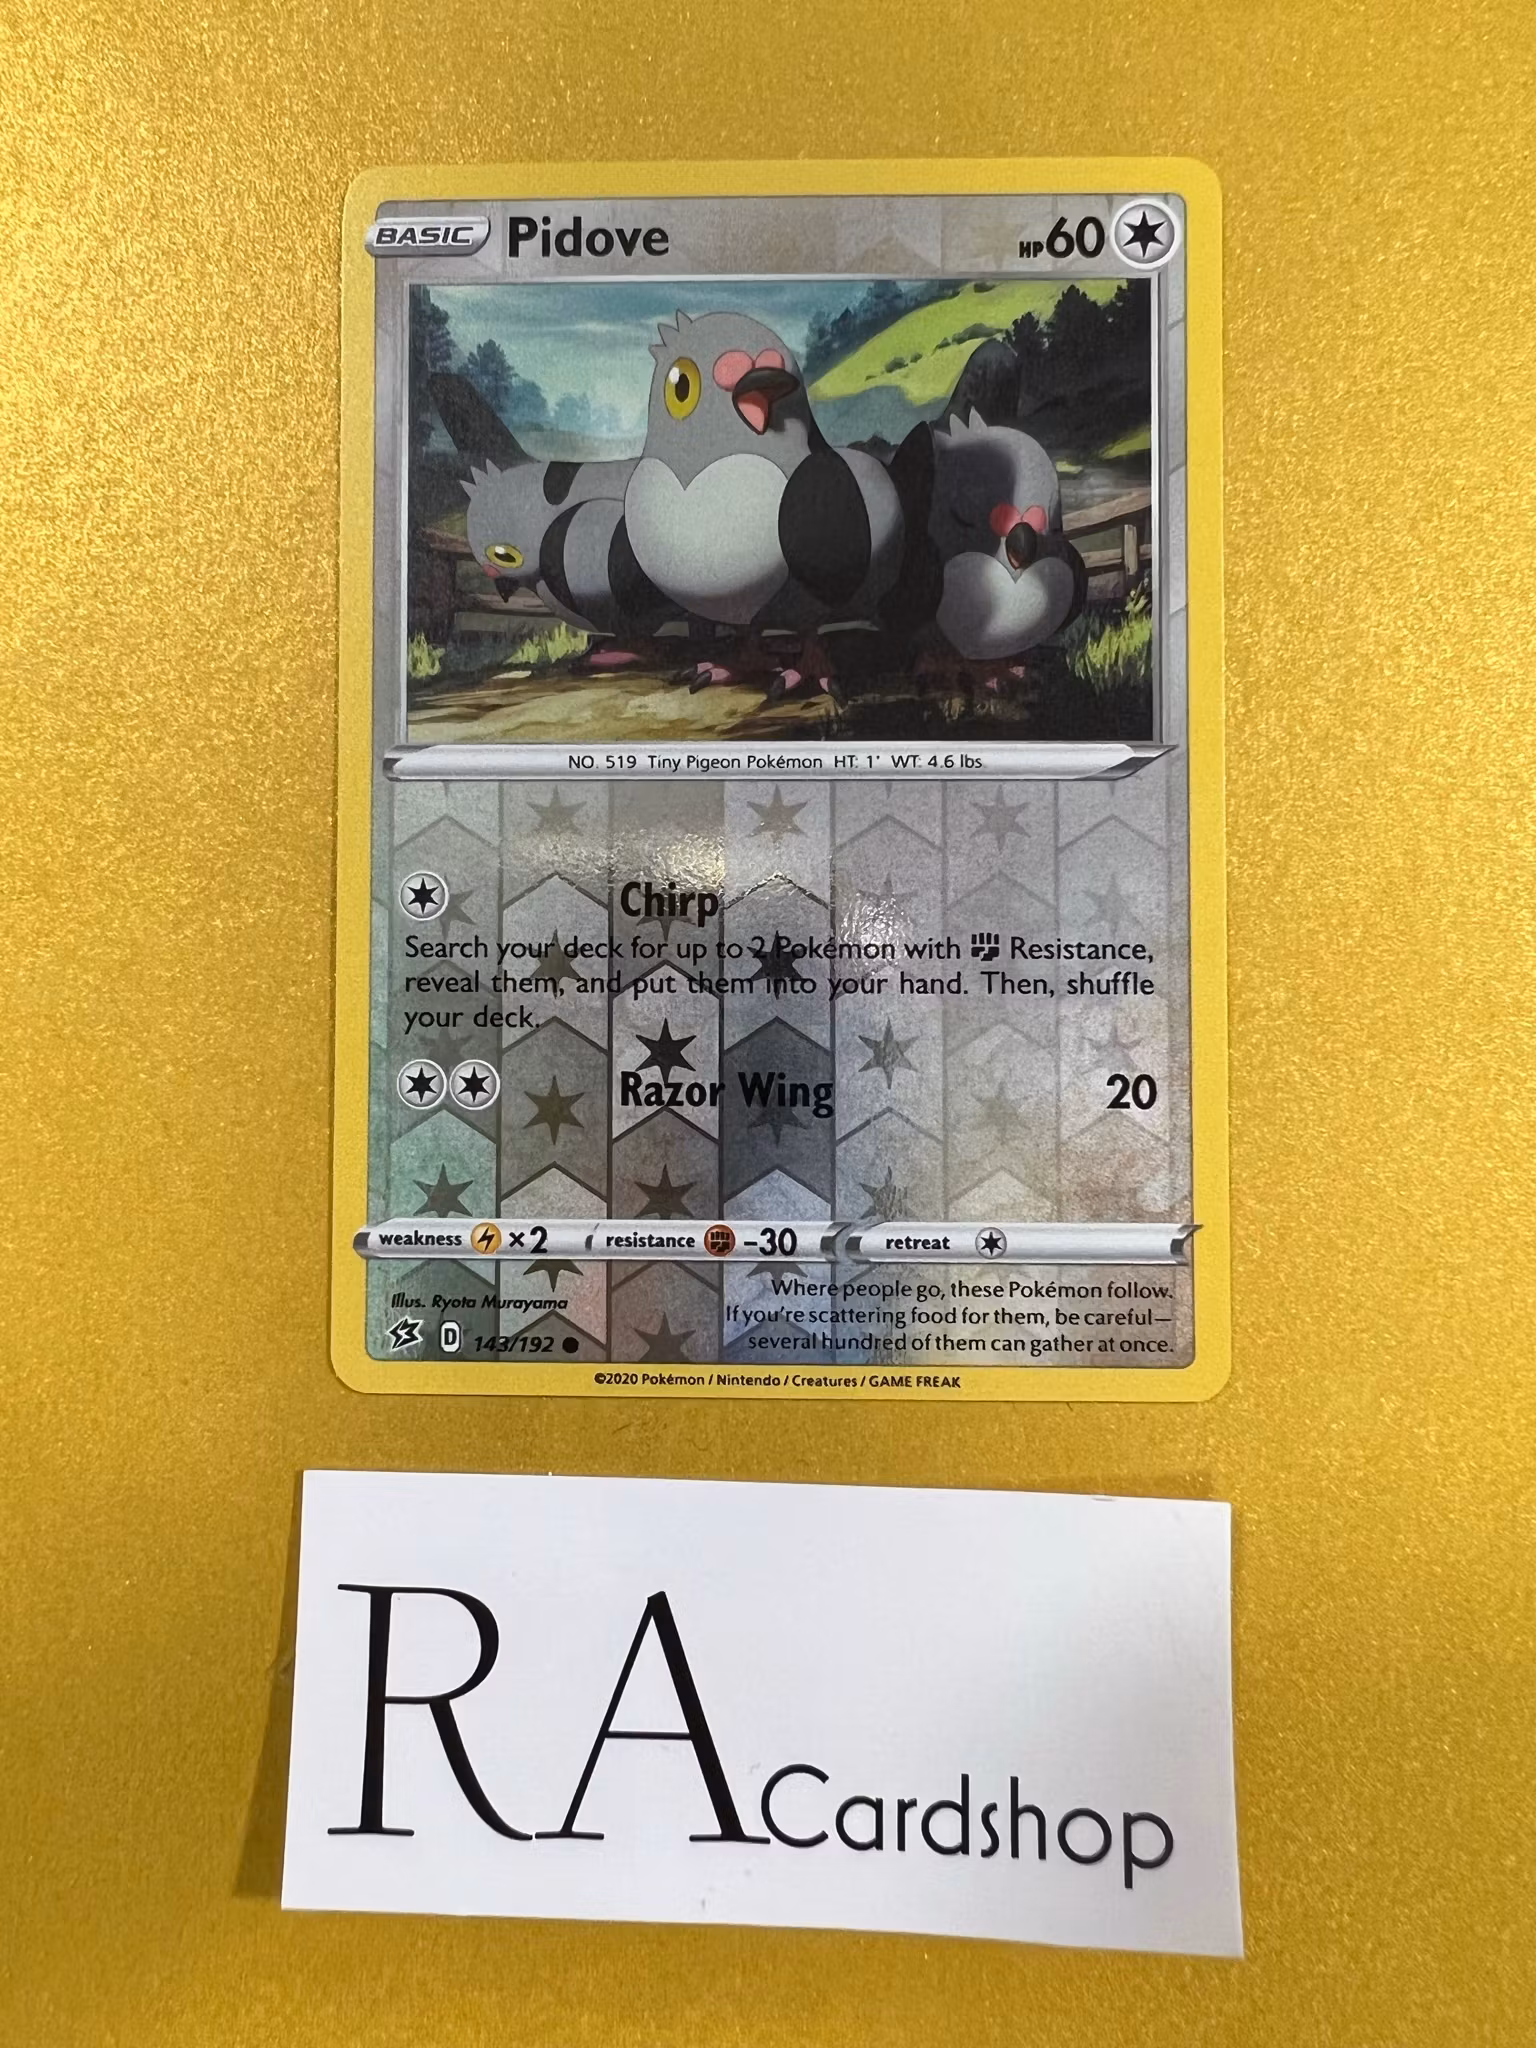 BASIC Pidove HP60
NO. 519 Tiny Pigeon Pokémon HT: 1' WT: 4.6 lbs.
Chirp
Search your deck for up to 2 Pokémon with Resistance,
reveal them, and put them into your hand. Then, shuffle
your deck.
Razor Wing 20
weakness ×2 resistance -30 retreat
Illus. Ryota Murayama
D 143/192
Where people go, these Pokémon follow.
If you're scattering food for them, be careful—
several hundred of them can gather at once.
©2020 Pokémon / Nintendo / Creatures / GAME FREAK
RA Cardshop